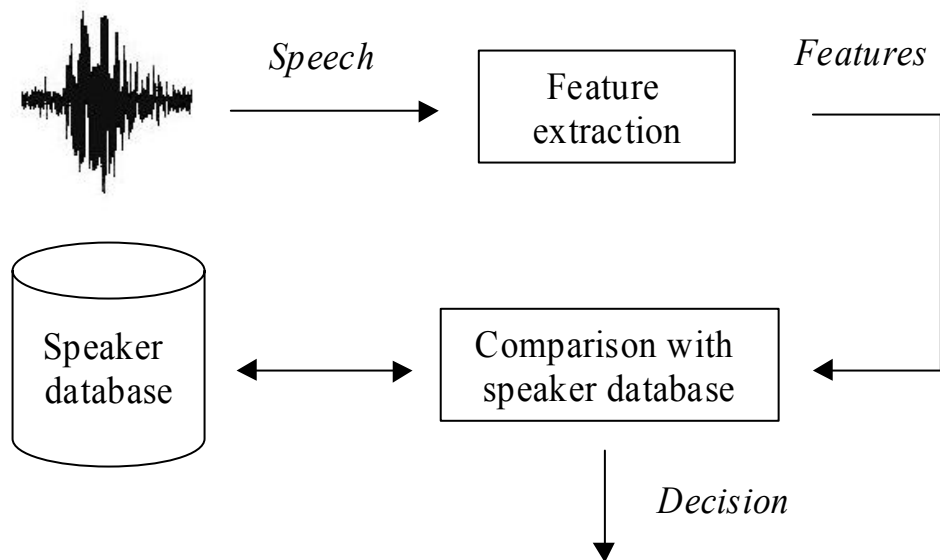 Speech
Feature
extraction
Features
Speaker
database
Comparison with
speaker database
Decision